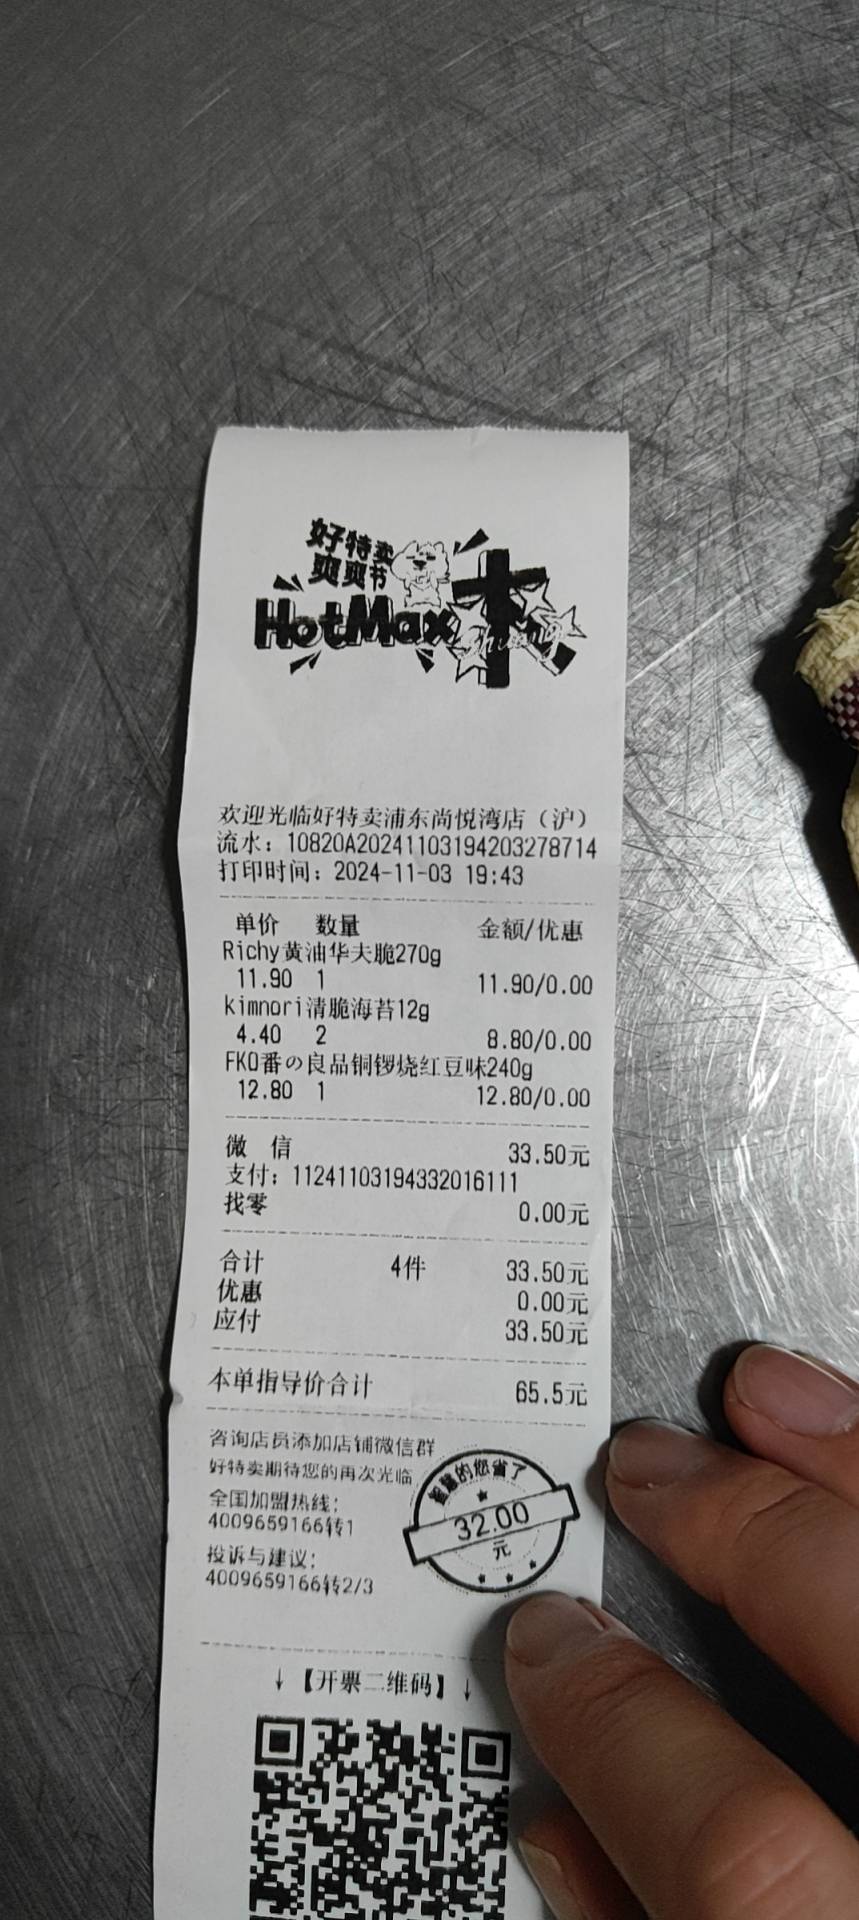 好特卖
爽爽节
HotMax
Shuang
欢迎光临好特卖浦东尚悦湾店（沪）
流水：10820A20241103194203278714
打印时间：2024-11-03 19:43
单价 数量 金额/优惠
Richy黄油华夫脆270g
11.90 1 11.90/0.00
kimnori清脆海苔12g
4.40 2 8.80/0.00
FKO番の良品铜锣烧红豆味240g
12.80 1 12.80/0.00
微 信 33.50元
支付：11241103194332016111
找零 0.00元
合计 4件 33.50元
优惠 0.00元
应付 33.50元
本单指导价合计 65.5元
咨询店员添加店铺微信群
好特卖期待您的再次光临
全国加盟热线：
4009659166转1
投诉与建议：
4009659166转2/3
智慧的您省了
32.00
元
↓【开票二维码】↓